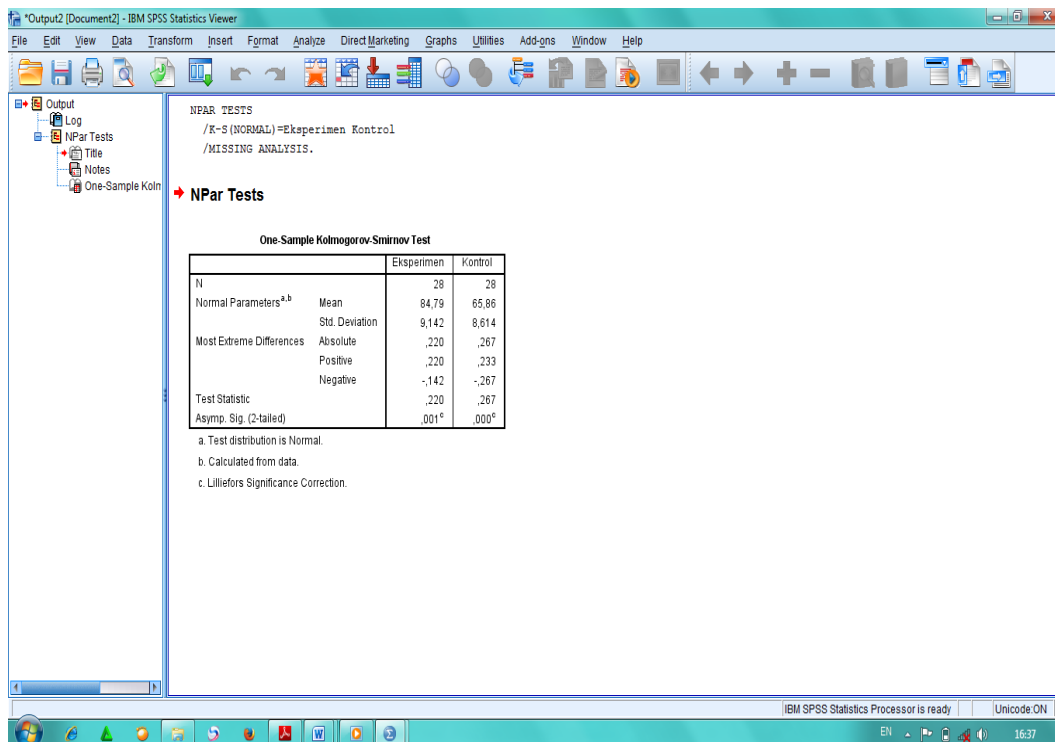 *Output2 [Document2] - IBM SPSS Statistics Viewer
File Edit View Data Transform Insert Format Analyze Direct Marketing Graphs Utilities Add-ons Window Help
Output
Log
NPar Tests
Title
Notes
One-Sample Kolm
NPAR TESTS
/K-S(NORMAL)=Eksperimen Kontrol
/MISSING ANALYSIS.
NPar Tests
One-Sample Kolmogorov-Smirnov Test
Eksperimen Kontrol
N 28 28
Normal Parameters a,b Mean 84,79 65,86
Std. Deviation 9,142 8,614
Most Extreme Differences Absolute ,220 ,267
Positive ,220 ,233
Negative -,142 -,267
Test Statistic ,220 ,267
Asymp. Sig. (2-tailed) ,001 c ,000 c
a. Test distribution is Normal.
b. Calculated from data.
c. Lilliefors Significance Correction.
IBM SPSS Statistics Processor is ready Unicode:ON
EN 16:37